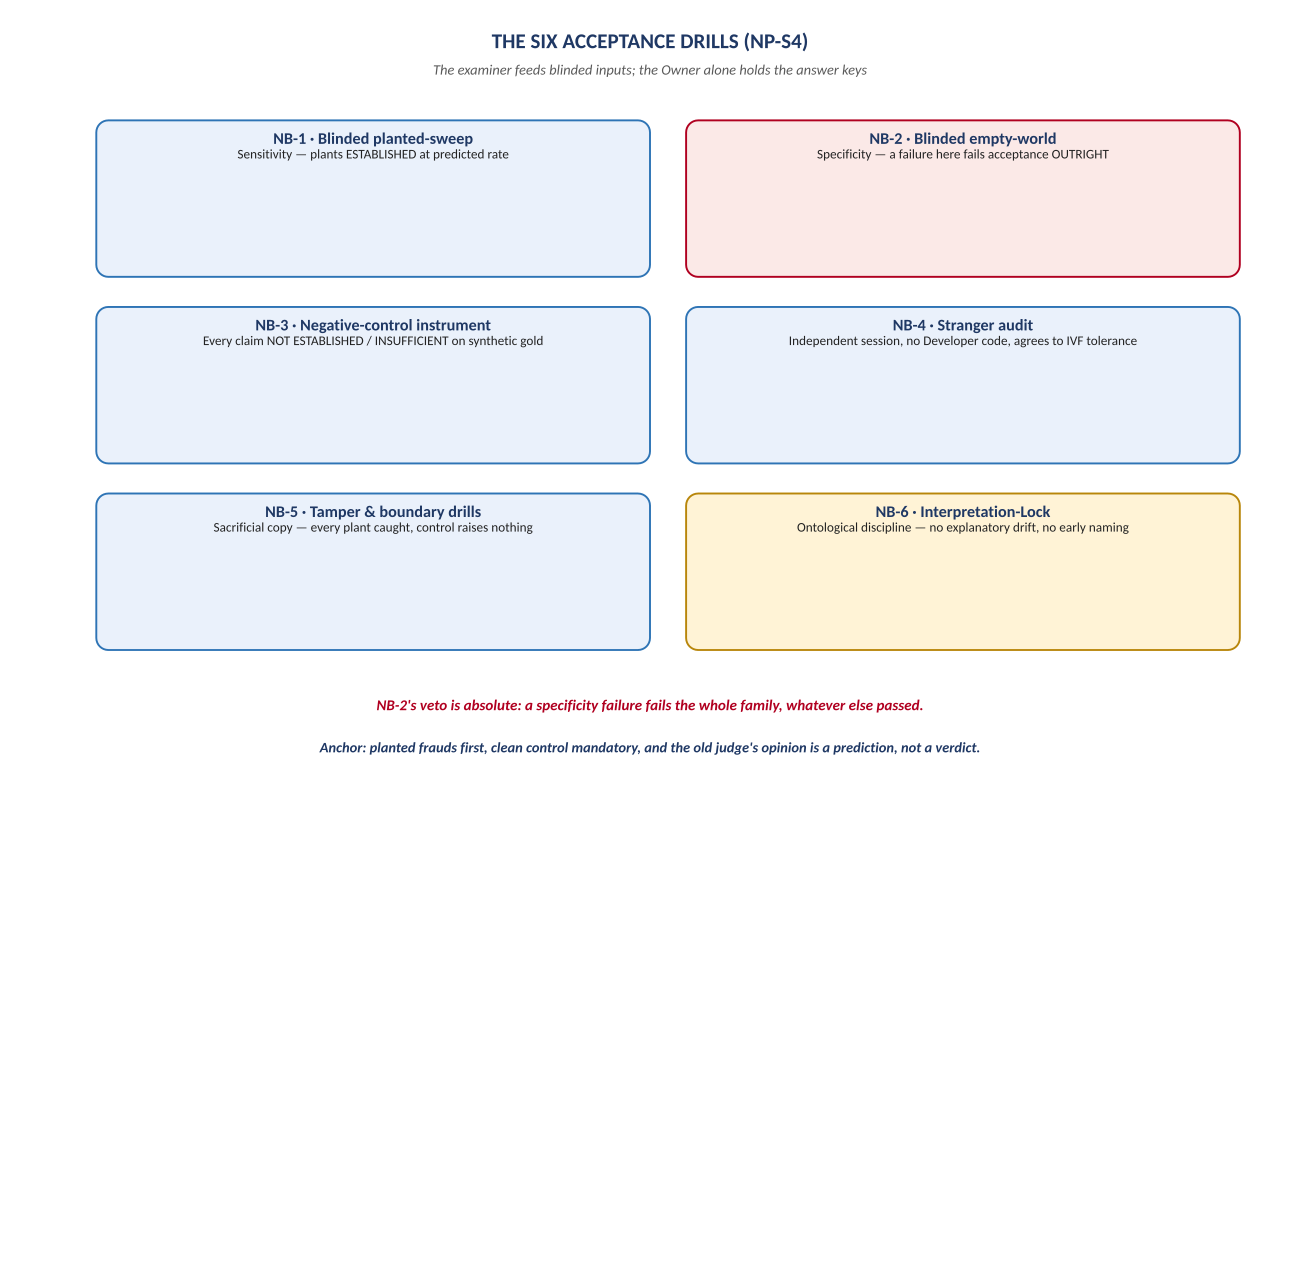 THE SIX ACCEPTANCE DRILLS (NP-S4)
The examiner feeds blinded inputs; the Owner alone holds the answer keys
NB-1 · Blinded planted-sweep
Sensitivity — plants ESTABLISHED at predicted rate
NB-2 · Blinded empty-world
Specificity — a failure here fails acceptance OUTRIGHT
NB-3 · Negative-control instrument
Every claim NOT ESTABLISHED / INSUFFICIENT on synthetic gold
NB-4 · Stranger audit
Independent session, no Developer code, agrees to IVF tolerance
NB-5 · Tamper & boundary drills
Sacrificial copy — every plant caught, control raises nothing
NB-6 · Interpretation-Lock
Ontological discipline — no explanatory drift, no early naming
NB-2's veto is absolute: a specificity failure fails the whole family, whatever else passed.
Anchor: planted frauds first, clean control mandatory, and the old judge's opinion is a prediction, not a verdict.